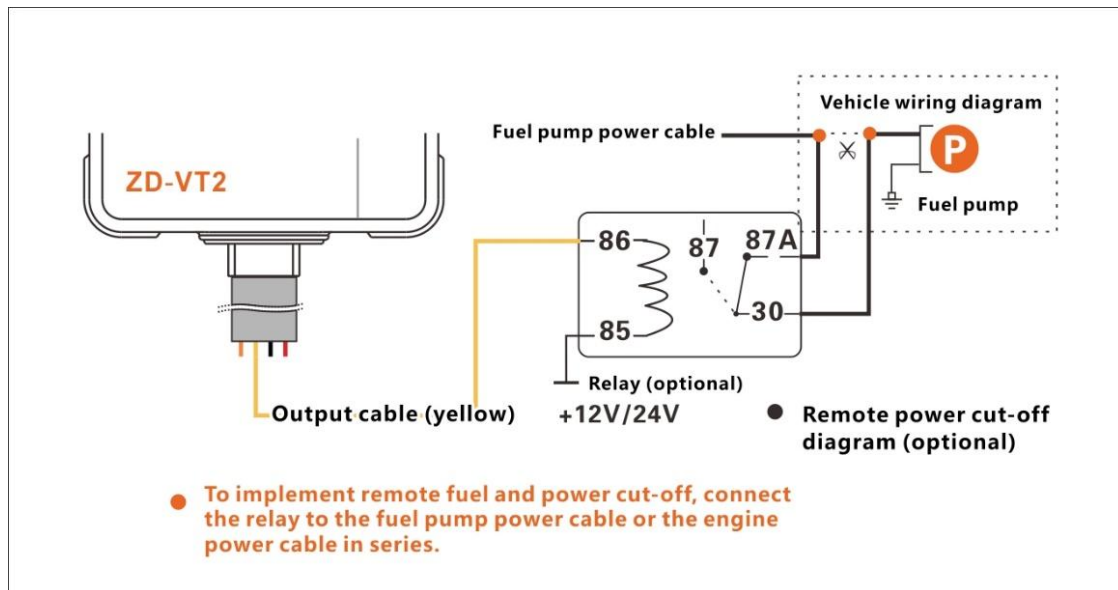 Vehicle wiring diagram
Fuel pump power cable
P
ZD-VT2
Fuel pump
86
87
87A
85
30
Relay (optional)
Output cable (yellow)
+12V/24V
Remote power cut-off
diagram (optional)
To implement remote fuel and power cut-off, connect
the relay to the fuel pump power cable or the engine
power cable in series.